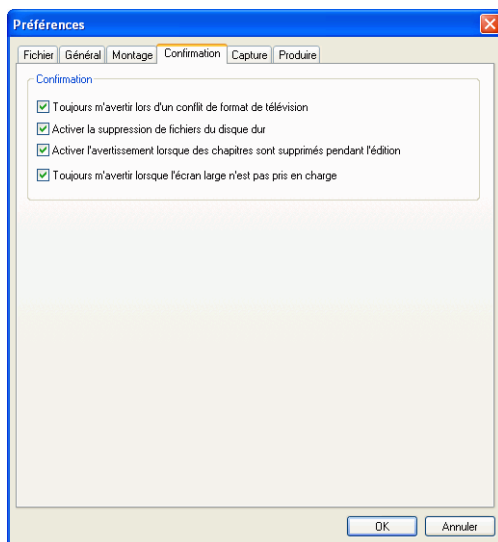 Préférences
Fichier Général Montage Confirmation Capture Produire
Confirmation
Toujours m'avertir lors d'un conflit de format de télévision
Activer la suppression de fichiers du disque dur
Activer l'avertissement lorsque des chapitres sont supprimés pendant l'édition
Toujours m'avertir lorsque l'écran large n'est pas pris en charge
OK Annuler